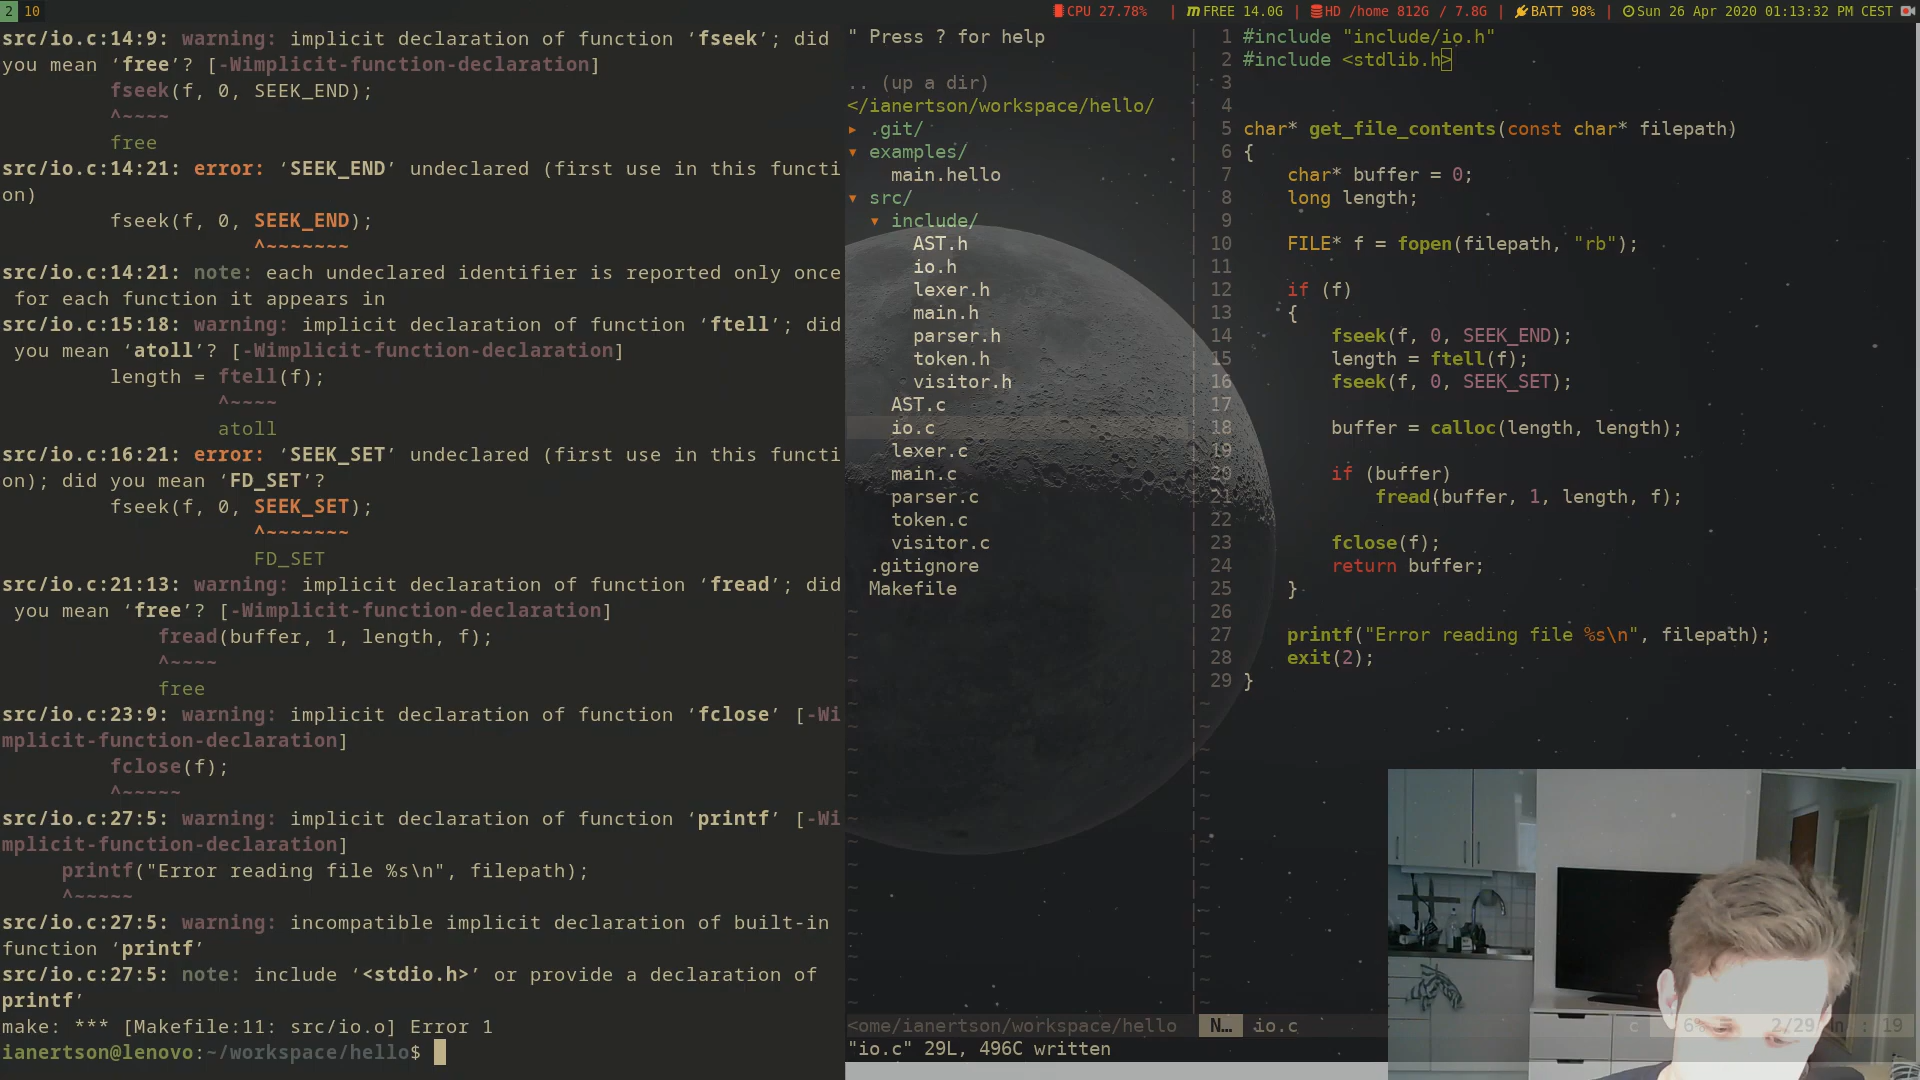 2 10 CPU 27.78% | FREE 14.0G | HD /home 812G / 7.8G | BATT 98% | Sun 26 Apr 2020 01:13:32 PM CEST
src/io.c:14:9: warning: implicit declaration of function ‘fseek’; did
you mean ‘free’? [-Wimplicit-function-declaration]
fseek(f, 0, SEEK_END);
^~~~~
free
src/io.c:14:21: error: ‘SEEK_END’ undeclared (first use in this functi
on)
fseek(f, 0, SEEK_END);
^~~~~~~~
src/io.c:14:21: note: each undeclared identifier is reported only once
for each function it appears in
src/io.c:15:18: warning: implicit declaration of function ‘ftell’; did
you mean ‘atoll’? [-Wimplicit-function-declaration]
length = ftell(f);
^~~~~
atoll
src/io.c:16:21: error: ‘SEEK_SET’ undeclared (first use in this functi
on); did you mean ‘FD_SET’?
fseek(f, 0, SEEK_SET);
^~~~~~~~
FD_SET
src/io.c:21:13: warning: implicit declaration of function ‘fread’; did
you mean ‘free’? [-Wimplicit-function-declaration]
fread(buffer, 1, length, f);
^~~~~
free
src/io.c:23:9: warning: implicit declaration of function ‘fclose’ [-Wi
mplicit-function-declaration]
fclose(f);
^~~~~~
src/io.c:27:5: warning: implicit declaration of function ‘printf’ [-Wi
mplicit-function-declaration]
printf("Error reading file %s\n", filepath);
^~~~~~
src/io.c:27:5: warning: incompatible implicit declaration of built-in
function ‘printf’
src/io.c:27:5: note: include ‘<stdio.h>’ or provide a declaration of
printf’
make: *** [Makefile:11: src/io.o] Error 1
ianertson@lenovo:~/workspace/hello$
" Press ? for help
.. (up a dir)
</ianertson/workspace/hello/
▸ .git/
▾ examples/
main.hello
▾ src/
▾ include/
AST.h
io.h
lexer.h
main.h
parser.h
token.h
visitor.h
AST.c
io.c
lexer.c
main.c
parser.c
token.c
visitor.c
.gitignore
Makefile
<ome/ianertson/workspace/hello
1 #include "include/io.h"
2 #include <stdlib.h>
3
4
5 char* get_file_contents(const char* filepath)
6 {
7 char* buffer = 0;
8 long length;
9
10 FILE* f = fopen(filepath, "rb");
11
12 if (f)
13 {
14 fseek(f, 0, SEEK_END);
15 length = ftell(f);
16 fseek(f, 0, SEEK_SET);
17
18 buffer = calloc(length, length);
19
20 if (buffer)
21 fread(buffer, 1, length, f);
22
23 fclose(f);
24 return buffer;
25 }
26
27 printf("Error reading file %s\n", filepath);
28 exit(2);
29 }
N… io.c c 6% 2/29 ln : 19
"io.c" 29L, 496C written